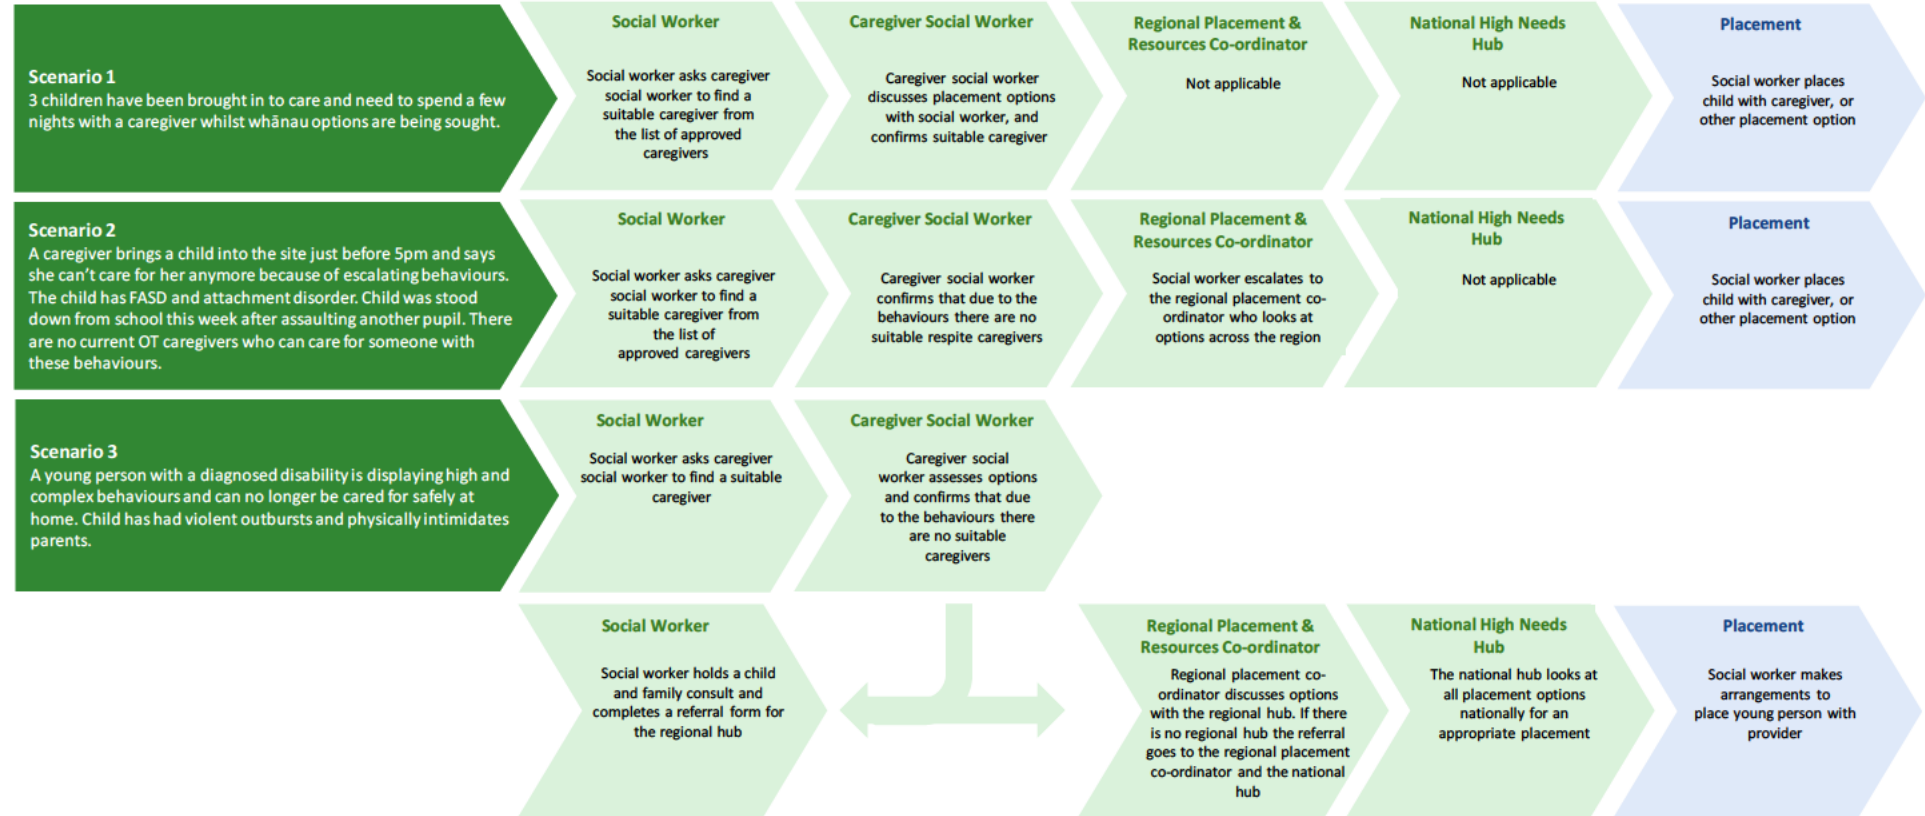 Scenario 1
3 children have been brought in to care and need to spend a few
nights with a caregiver whilst whānau options are being sought.
Social Worker
Social worker asks caregiver
social worker to find a
suitable caregiver from
the list of approved
caregivers
Caregiver Social Worker
Caregiver social worker
discusses placement options
with social worker, and
confirms suitable caregiver
Regional Placement &
Resources Co-ordinator
Not applicable
National High Needs
Hub
Not applicable
Placement
Social worker places
child with caregiver, or
other placement option
Scenario 2
A caregiver brings a child into the site just before 5pm and says
she can't care for her anymore because of escalating behaviours.
The child has FASD and attachment disorder. Child was stood
down from school this week after assaulting another pupil. There
are no current OT caregivers who can care for someone with
these behaviours.
Social Worker
Social worker asks caregiver
social worker to find a
suitable caregiver from
the list of
approved caregivers
Caregiver Social Worker
Caregiver social worker
confirms that due to the
behaviours there are no
suitable respite caregivers
Regional Placement &
Resources Co-ordinator
Social worker escalates to
the regional placement co-
ordinator who looks at
options across the region
National High Needs
Hub
Not applicable
Placement
Social worker places
child with caregiver, or
other placement option
Scenario 3
A young person with a diagnosed disability is displaying high and
complex behaviours and can no longer be cared for safely at
home. Child has had violent outbursts and physically intimidates
parents.
Social Worker
Social worker asks caregiver
social worker to find a suitable
caregiver
Caregiver Social Worker
Caregiver social
worker assesses options
and confirms that due
to the behaviours there
are no suitable
caregivers
Social Worker
Social worker holds a child
and family consult and
completes a referral form for
the regional hub
Regional Placement &
Resources Co-ordinator
Regional placement co-
ordinator discusses options
with the regional hub. If there
is no regional hub the referral
goes to the regional placement
co-ordinator and the national
hub
National High Needs
Hub
The national hub looks at
all placement options
nationally for an
appropriate placement
Placement
Social worker makes
arrangements to
place young person with
provider